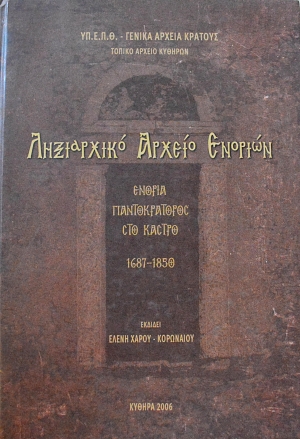 ΥΠ.Ε.Π.Θ. - ΓΕΝΙΚΑ ΑΡΧΕΙΑ ΚΡΑΤΟΥΣ
ΤΟΠΙΚΟ ΑΡΧΕΙΟ ΚΥΘΗΡΩΝ
Ληξιαρχικό Αρχείο Ενοριών
ΕΝΟΡΙΑ
ΠΑΝΤΟΚΡΑΤΟΡΟΣ
ΣΤΟ ΚΑΣΤΡΟ
1687-1850
ΕΚΔΙΔΕΙ
ΕΛΕΝΗ ΧΑΡΟΥ - ΚΟΡΩΝΑΙΟΥ
ΚΥΘΗΡΑ 2006